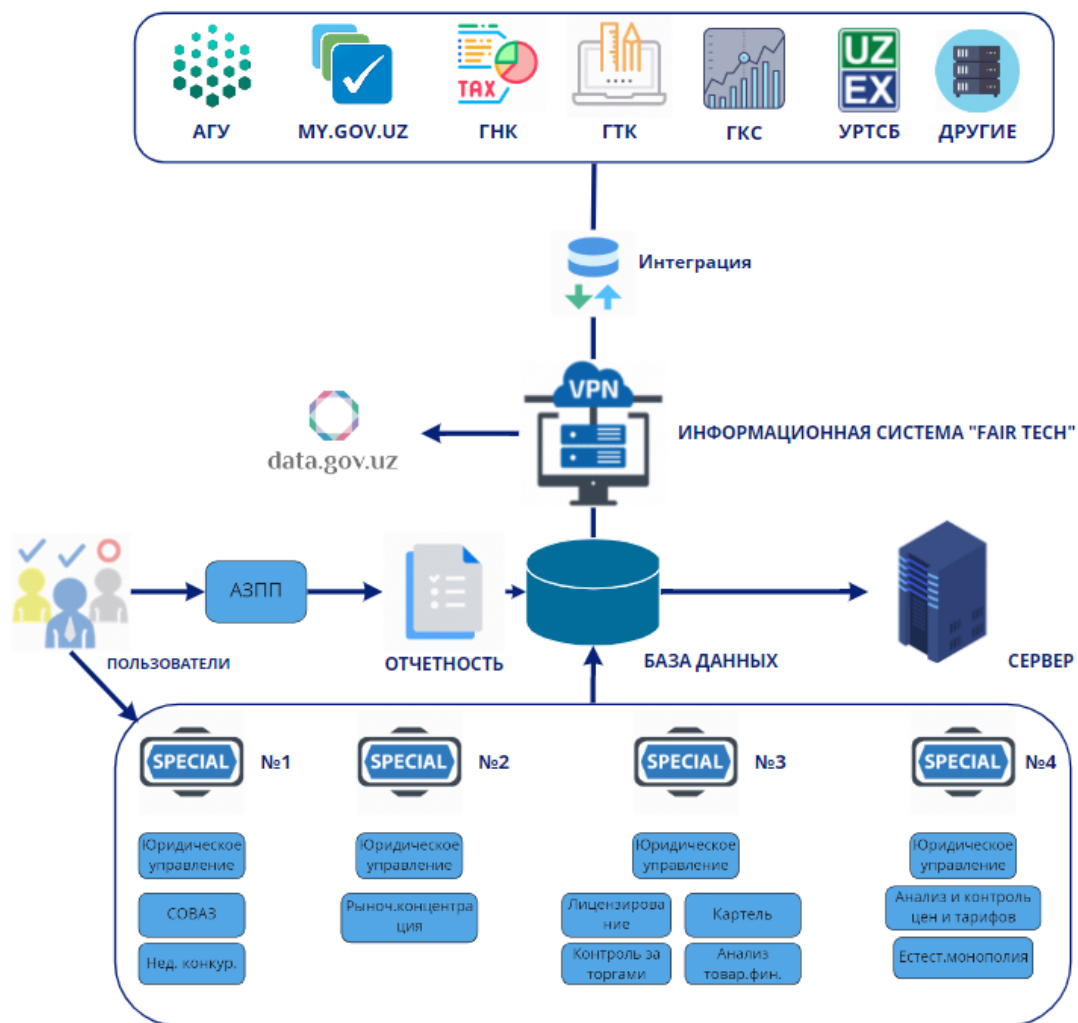 TAX
UZ
EX
АГУ
MY.GOV.UZ
ГНК
ГТК
ГКС
УРТСБ
ДРУГИЕ
Интеграция
VPN
ИНФОРМАЦИОННАЯ СИСТЕМА "FAIR TECH"
data.gov.uz
АЗПП
ПОЛЬЗОВАТЕЛИ
ОТЧЕТНОСТЬ
БАЗА ДАННЫХ
СЕРВЕР
SPECIAL №1
SPECIAL №2
SPECIAL №3
SPECIAL №4
Юридическое
управление
СОВАЗ
Нед. конкур.
Юридическое
управление
Рыноч.концентра
ция
Юридическое
управление
Лицензирова
ние
Картель
Контроль за
торгами
Анализ
товар.фин.
Юридическое
управление
Анализ и контроль
цен и тарифов
Естест.монополия